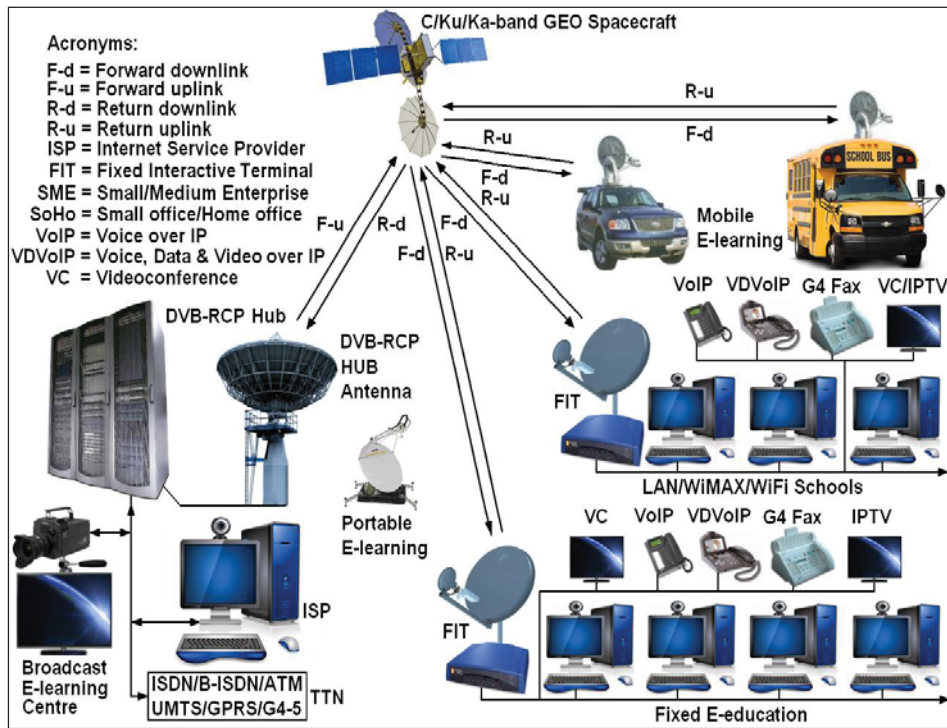 C/Ku/Ka-band GEO Spacecraft
Acronyms:
F-d = Forward downlink
F-u = Forward uplink
R-d = Return downlink
R-u = Return uplink
ISP = Internet Service Provider
FIT = Fixed Interactive Terminal
SME = Small/Medium Enterprise
SoHo = Small office/Home office
VoIP = Voice over IP
VDVoIP = Voice, Data & Video over IP
VC = Videoconference
R-u
F-d
R-u
F-d
R-u
F-u
R-d
F-d
F-d
R-u
SCHOOL BUS
Mobile
E-learning
VoIP
VDVoIP
G4 Fax
VC/IPTV
DVB-RCP Hub
DVB-RCP
HUB
Antenna
FIT
LAN/WiMAX/WiFi Schools
Portable
E-learning
VC
VoIP
VDVoIP
G4 Fax
IPTV
ISP
FIT
Broadcast
E-learning
Centre
ISDN/B-ISDN/ATM
UMTS/GPRS/G4-5
TTN
Fixed E-education